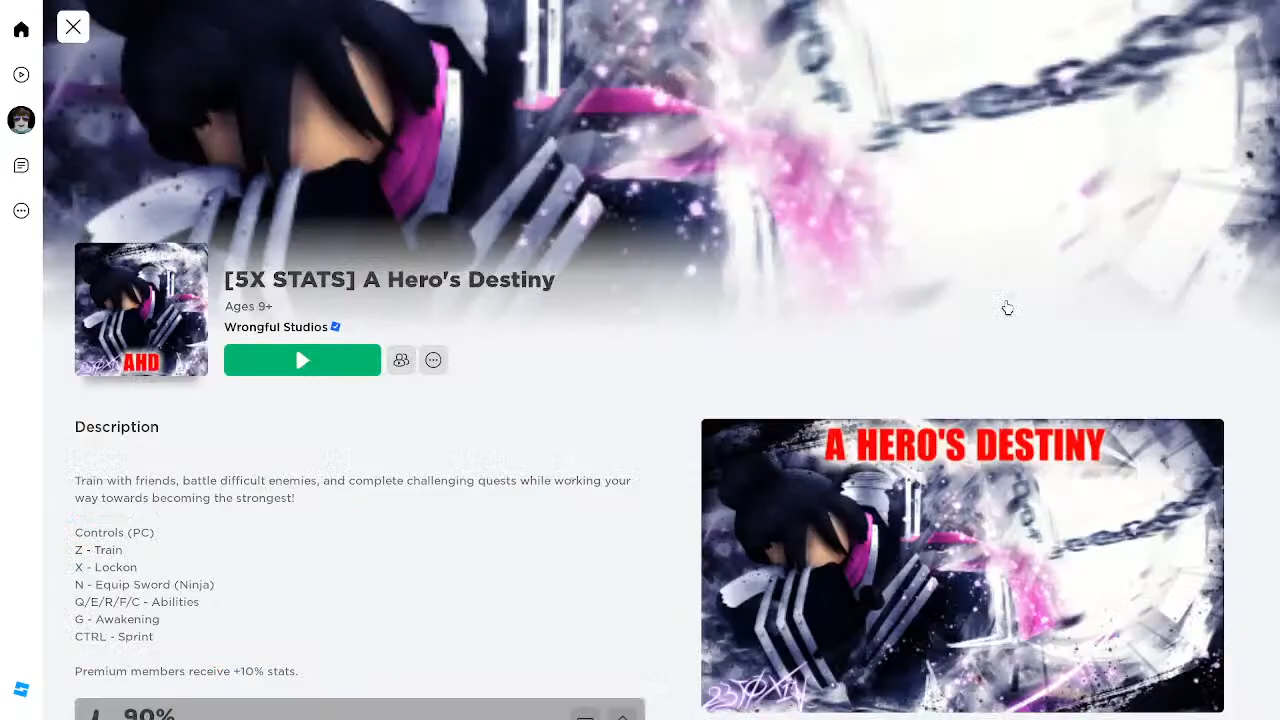 [5X STATS] A Hero's Destiny
Ages 9+
Wrongful Studios
AHD
Description
A HERO'S DESTINY
Train with friends, battle difficult enemies, and complete challenging quests while working your
way towards becoming the strongest!
Controls (PC)
Z - Train
X - Lockon
N - Equip Sword (Ninja)
Q/E/R/F/C - Abilities
G - Awakening
CTRL - Sprint
Premium members receive +10% stats.
90%